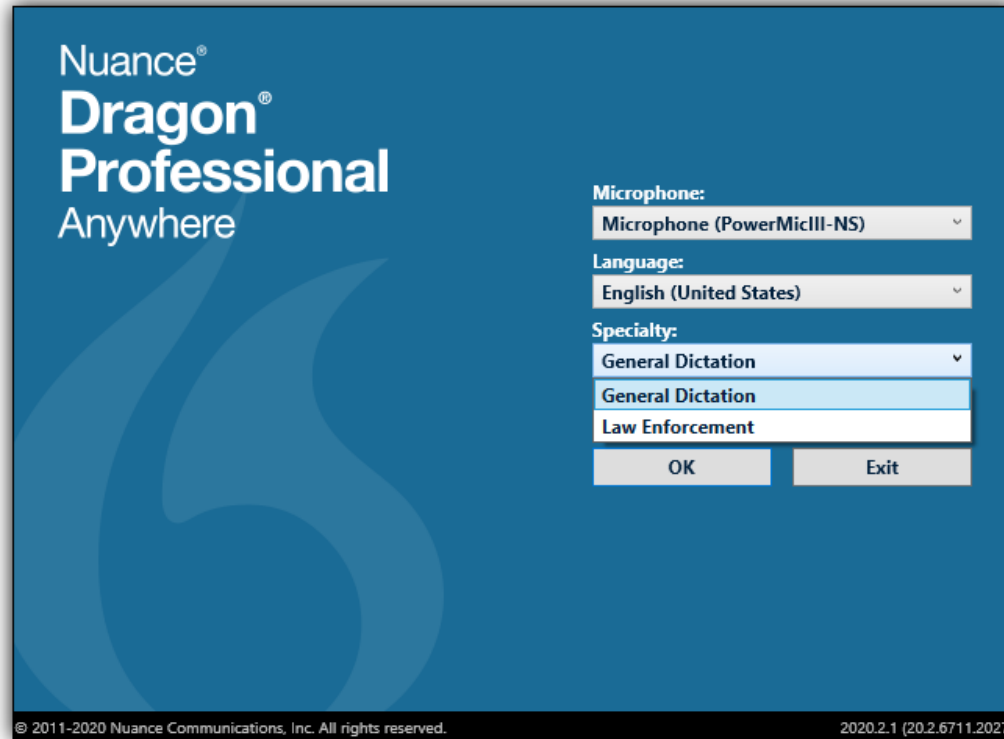 Nuance®
Dragon®
Professional
Anywhere
Microphone:
Microphone (PowerMicIII-NS)
Language:
English (United States)
Specialty:
General Dictation
General Dictation
Law Enforcement
OK Exit
© 2011-2020 Nuance Communications, Inc. All rights reserved. 2020.2.1 (20.2.6711.2027